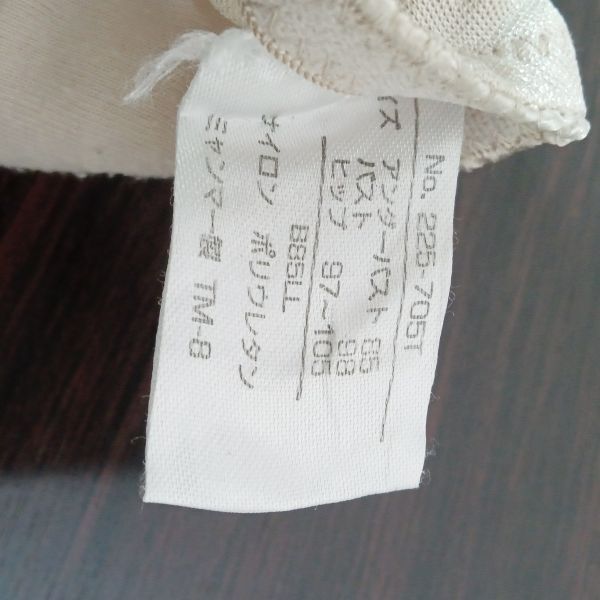 No. 225-705T
イズ
アンダーバスト 85
バスト 98
ヒップ 97~105
B85LL
ナイロン ポリウレタン
ミャンマー製 TM-8